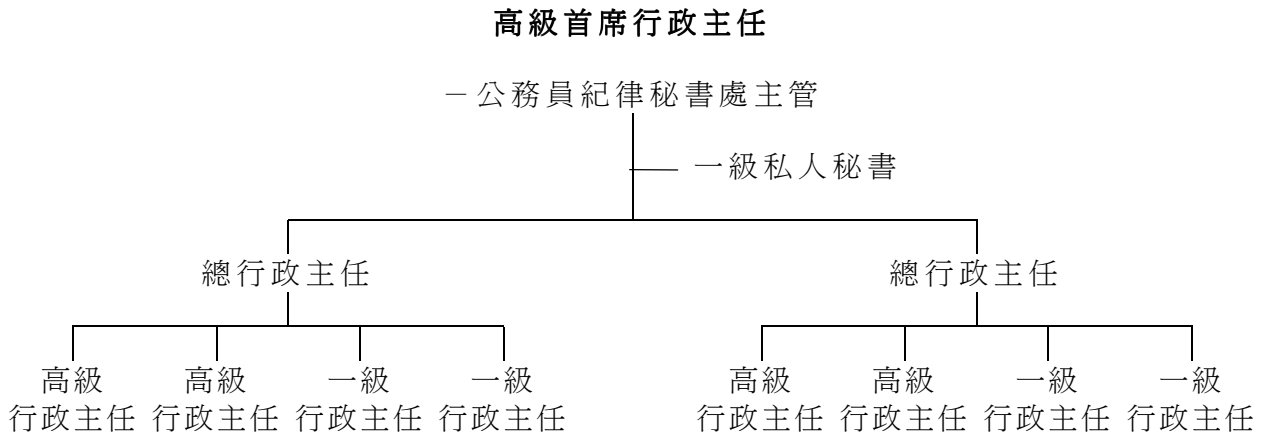 高級首席行政主任
－公務員紀律秘書處主管
一級私人秘書
總行政主任 總行政主任
高級 高級 一級 一級 高級 高級 一級 一級
行政主任 行政主任 行政主任 行政主任 行政主任 行政主任 行政主任 行政主任